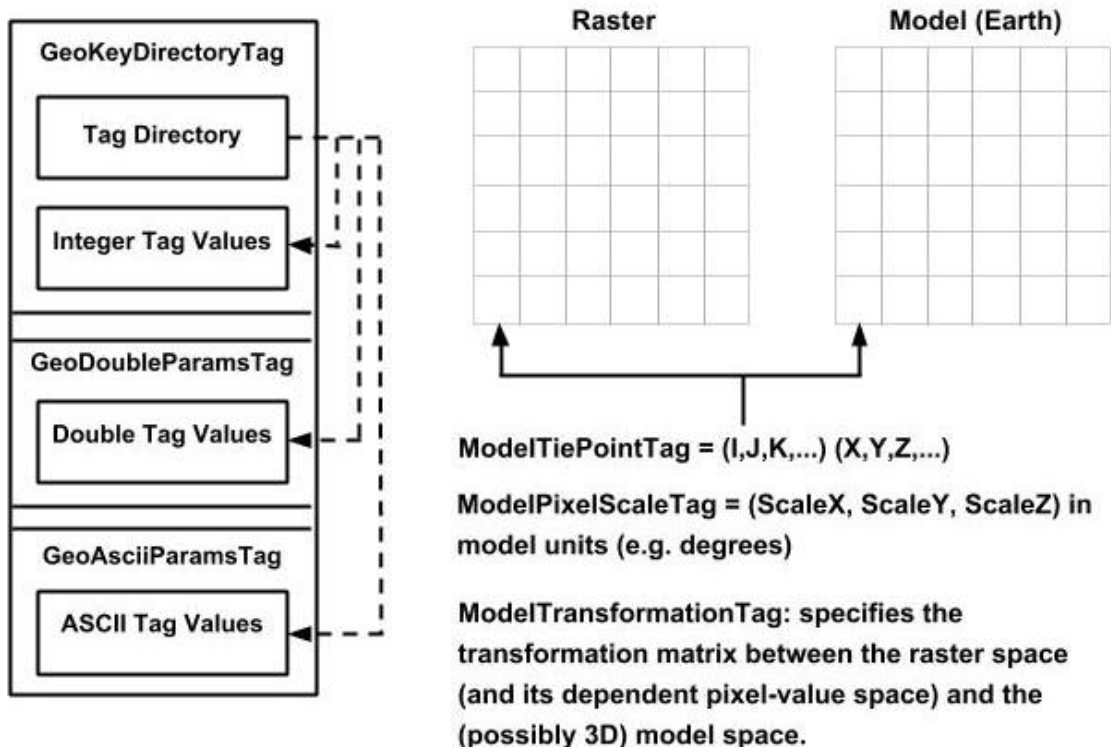 GeoKeyDirectoryTag
Tag Directory
Integer Tag Values
GeoDoubleParamsTag
Double Tag Values
GeoAsciiParamsTag
ASCII Tag Values
Raster
Model (Earth)
ModelTiePointTag = (I,J,K,...) (X,Y,Z,...)
ModelPixelScaleTag = (ScaleX, ScaleY, ScaleZ) in
model units (e.g. degrees)
ModelTransformationTag: specifies the
transformation matrix between the raster space
(and its dependent pixel-value space) and the
(possibly 3D) model space.